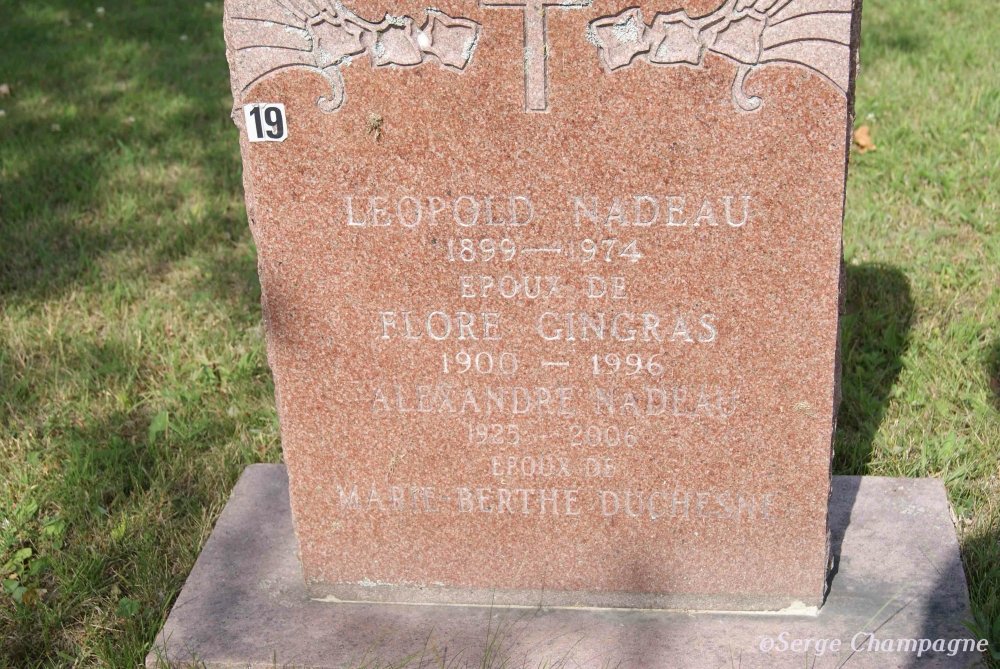 19
LEOPOLD NADEAU
1899 — 1974
EPOUX DE
FLORE GINGRAS
1900 — 1996
ALEXANDRE NADEAU
1925 - 2006
EPOUX DE
MARIE-BERTHE DUCHESNE
©Serge Champagne